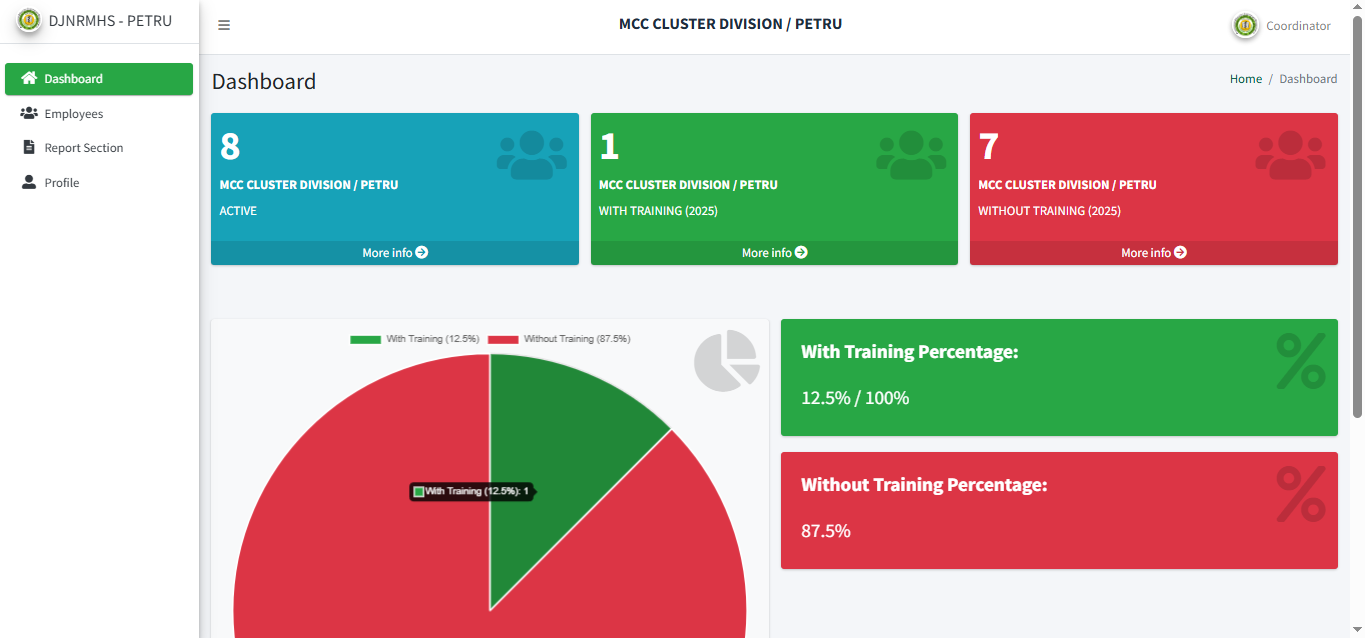 DJNRMHS - PETRU
MCC CLUSTER DIVISION / PETRU
Coordinator
Dashboard
Employees
Report Section
Profile
Dashboard
Home / Dashboard
8
MCC CLUSTER DIVISION / PETRU
ACTIVE
More info
1
MCC CLUSTER DIVISION / PETRU
WITH TRAINING (2025)
More info
7
MCC CLUSTER DIVISION / PETRU
WITHOUT TRAINING (2025)
More info
With Training (12.5%) Without Training (87.5%)
With Training (12.5%): 1
With Training Percentage:
12.5% / 100%
%
Without Training Percentage:
87.5%
%